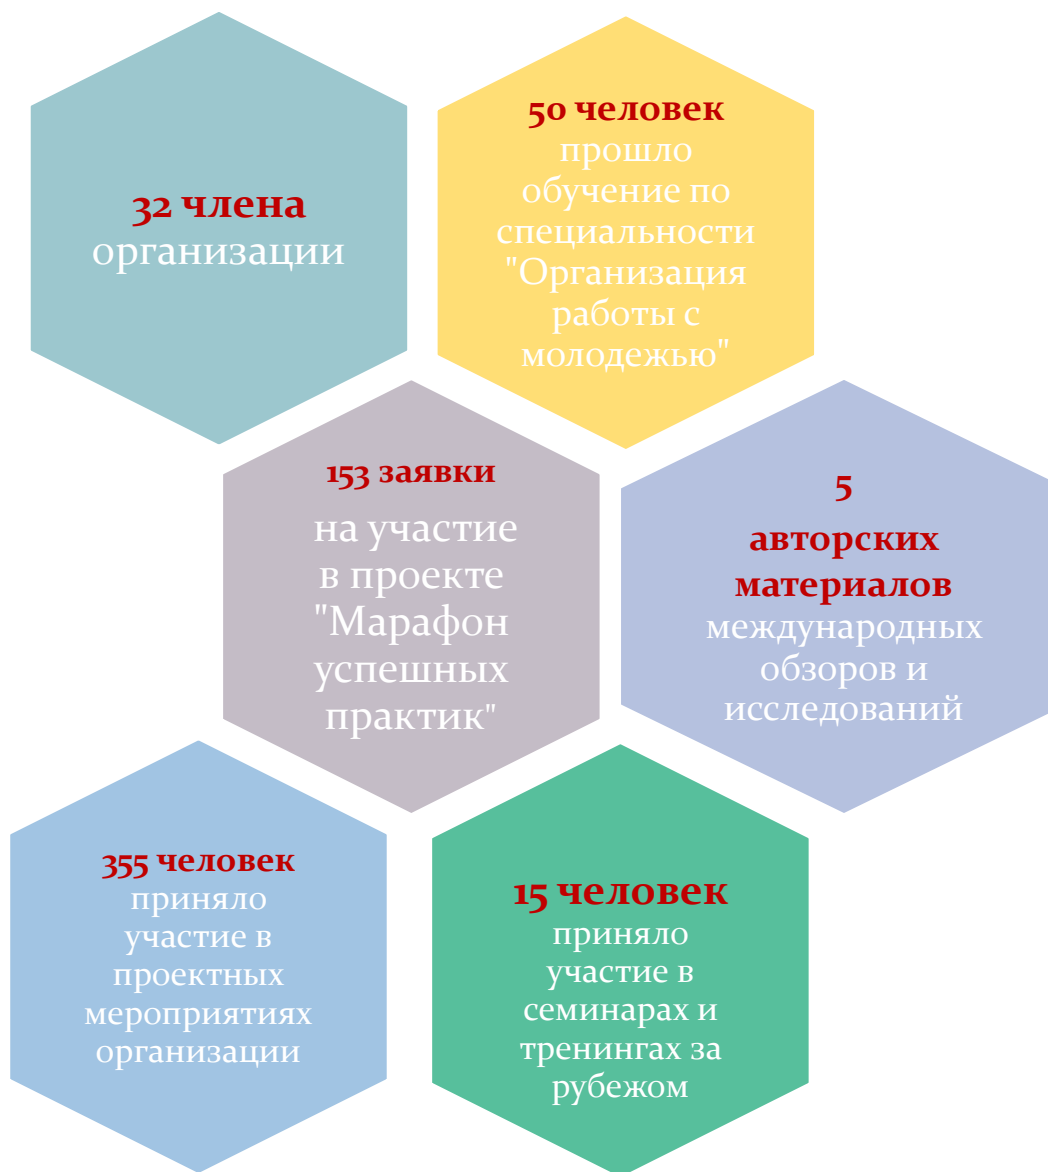 32 члена
организации
50 человек
прошло
обучение по
специальности
"Организация
работы с
молодежью"
153 заявки
на участие
в проекте
"Марафон
успешных
практик"
5
авторских
материалов
международных
обзоров и
исследований
355 человек
приняло
участие в
проектных
мероприятиях
организации
15 человек
приняло
участие в
семинарах и
тренингах за
рубежом